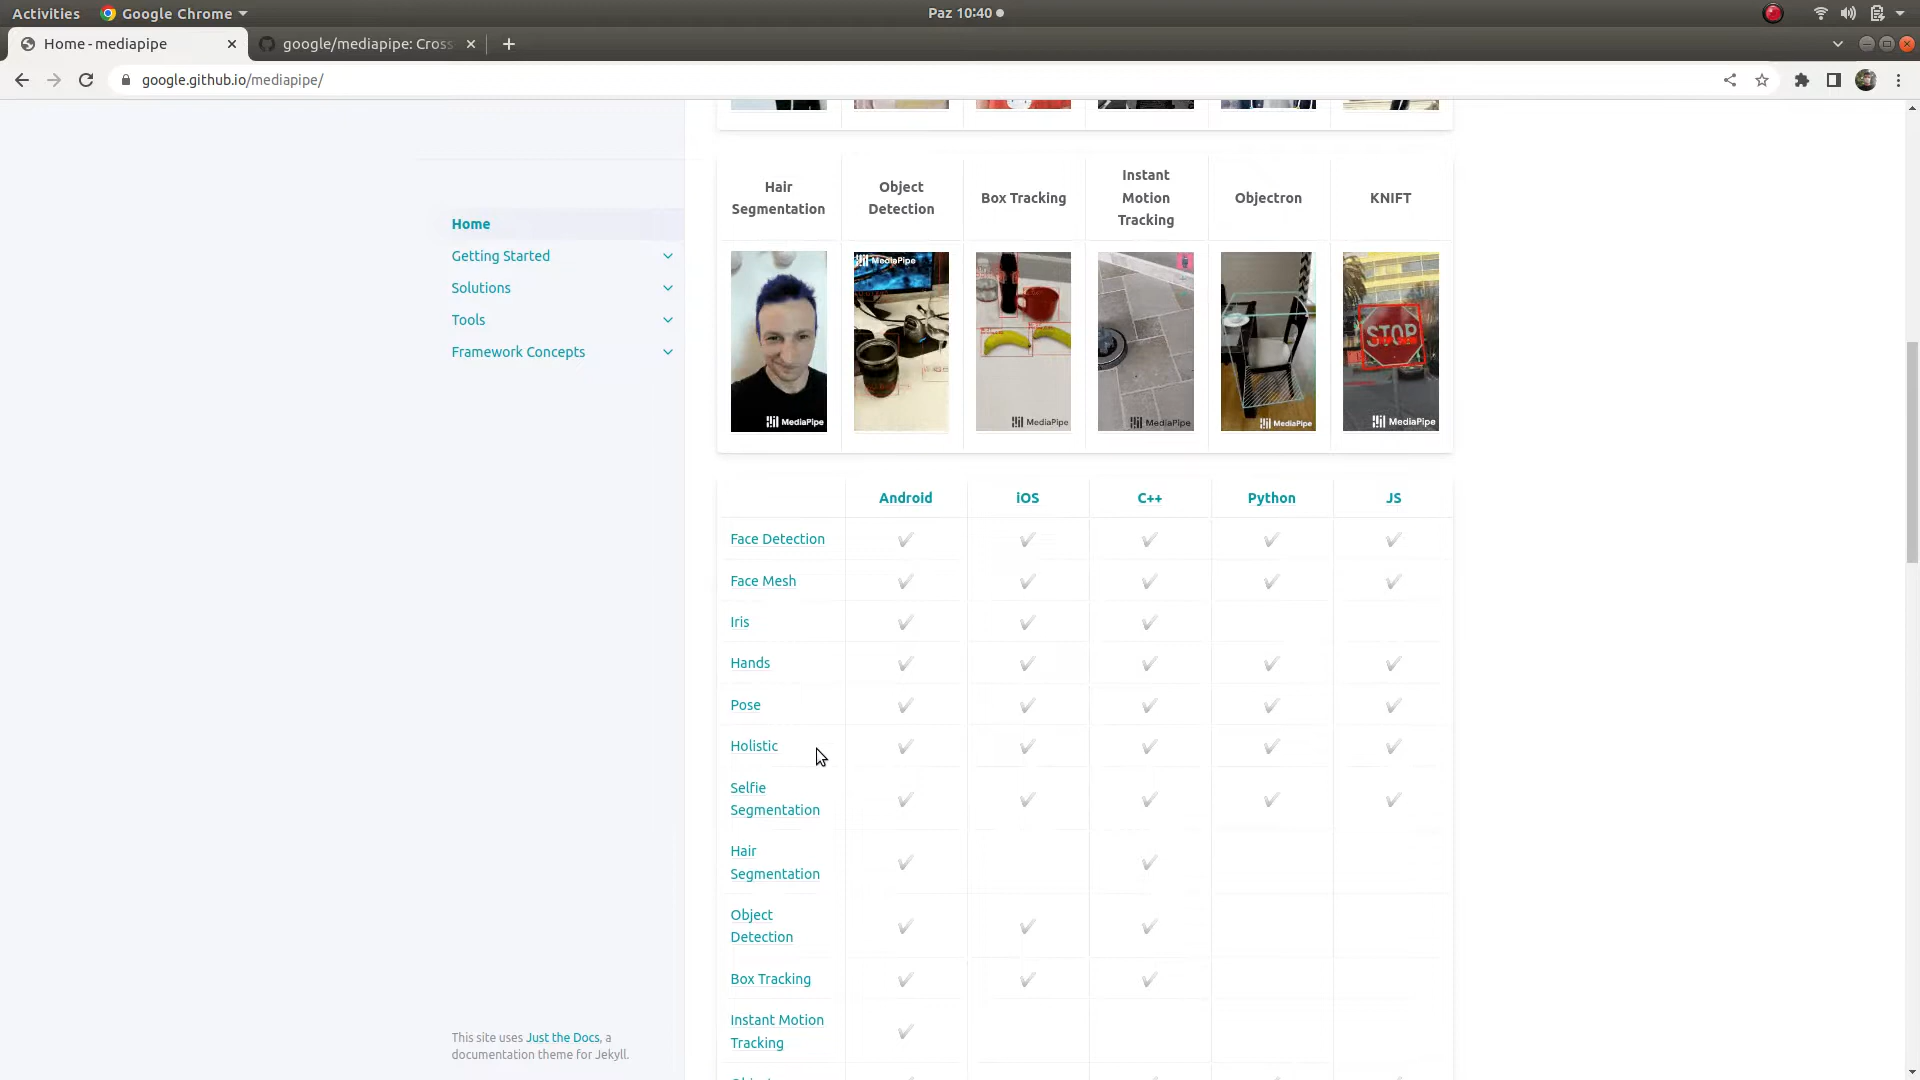 Activities
Google Chrome
Paz 10:40
Home - mediapipe
google/mediapipe: Cross
google.github.io/mediapipe/
Home
Getting Started
Solutions
Tools
Framework Concepts
This site uses Just the Docs, a
documentation theme for Jekyll.
Hair
Segmentation
Object
Detection
Box Tracking
Instant
Motion
Tracking
Objectron
KNIFT
MediaPipe
MediaPipe
MediaPipe
MediaPipe
MediaPipe
STOP
MediaPipe
Android iOS C++ Python JS
Face Detection ✔ ✔ ✔ ✔ ✔
Face Mesh ✔ ✔ ✔ ✔ ✔
Iris ✔ ✔ ✔
Hands ✔ ✔ ✔ ✔ ✔
Pose ✔ ✔ ✔ ✔ ✔
Holistic ✔ ✔ ✔ ✔ ✔
Selfie
Segmentation ✔ ✔ ✔ ✔ ✔
Hair
Segmentation ✔ ✔
Object
Detection ✔ ✔ ✔
Box Tracking ✔ ✔ ✔
Instant Motion
Tracking ✔